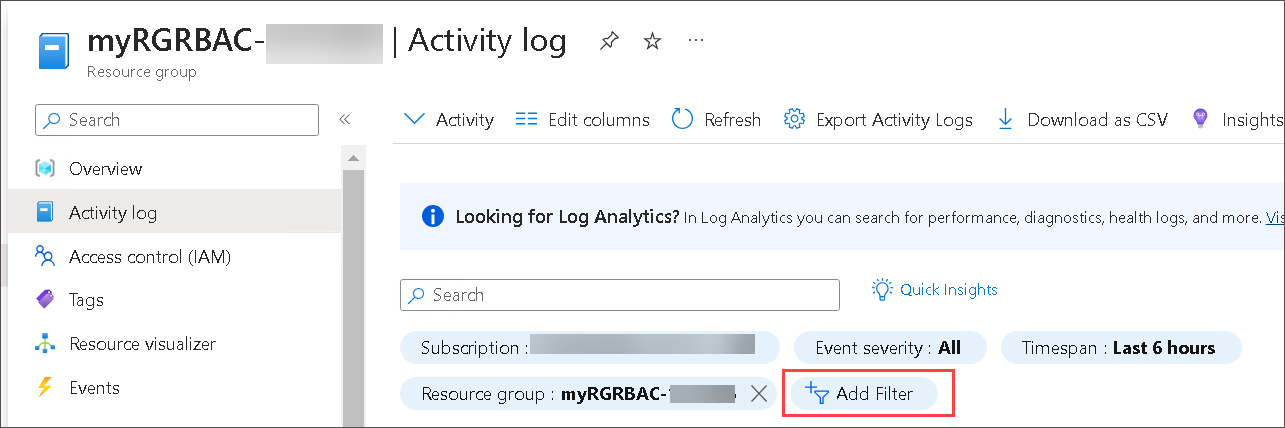 myRGRBAC- | Activity log
Resource group
Search
Activity
Edit columns
Refresh
Export Activity Logs
Download as CSV
Insights
Overview
Activity log
Access control (IAM)
Tags
Resource visualizer
Events
Looking for Log Analytics? In Log Analytics you can search for performance, diagnostics, health logs, and more.
Search
Quick Insights
Subscription :
Event severity : All
Timespan : Last 6 hours
Resource group : myRGRBAC-
Add Filter